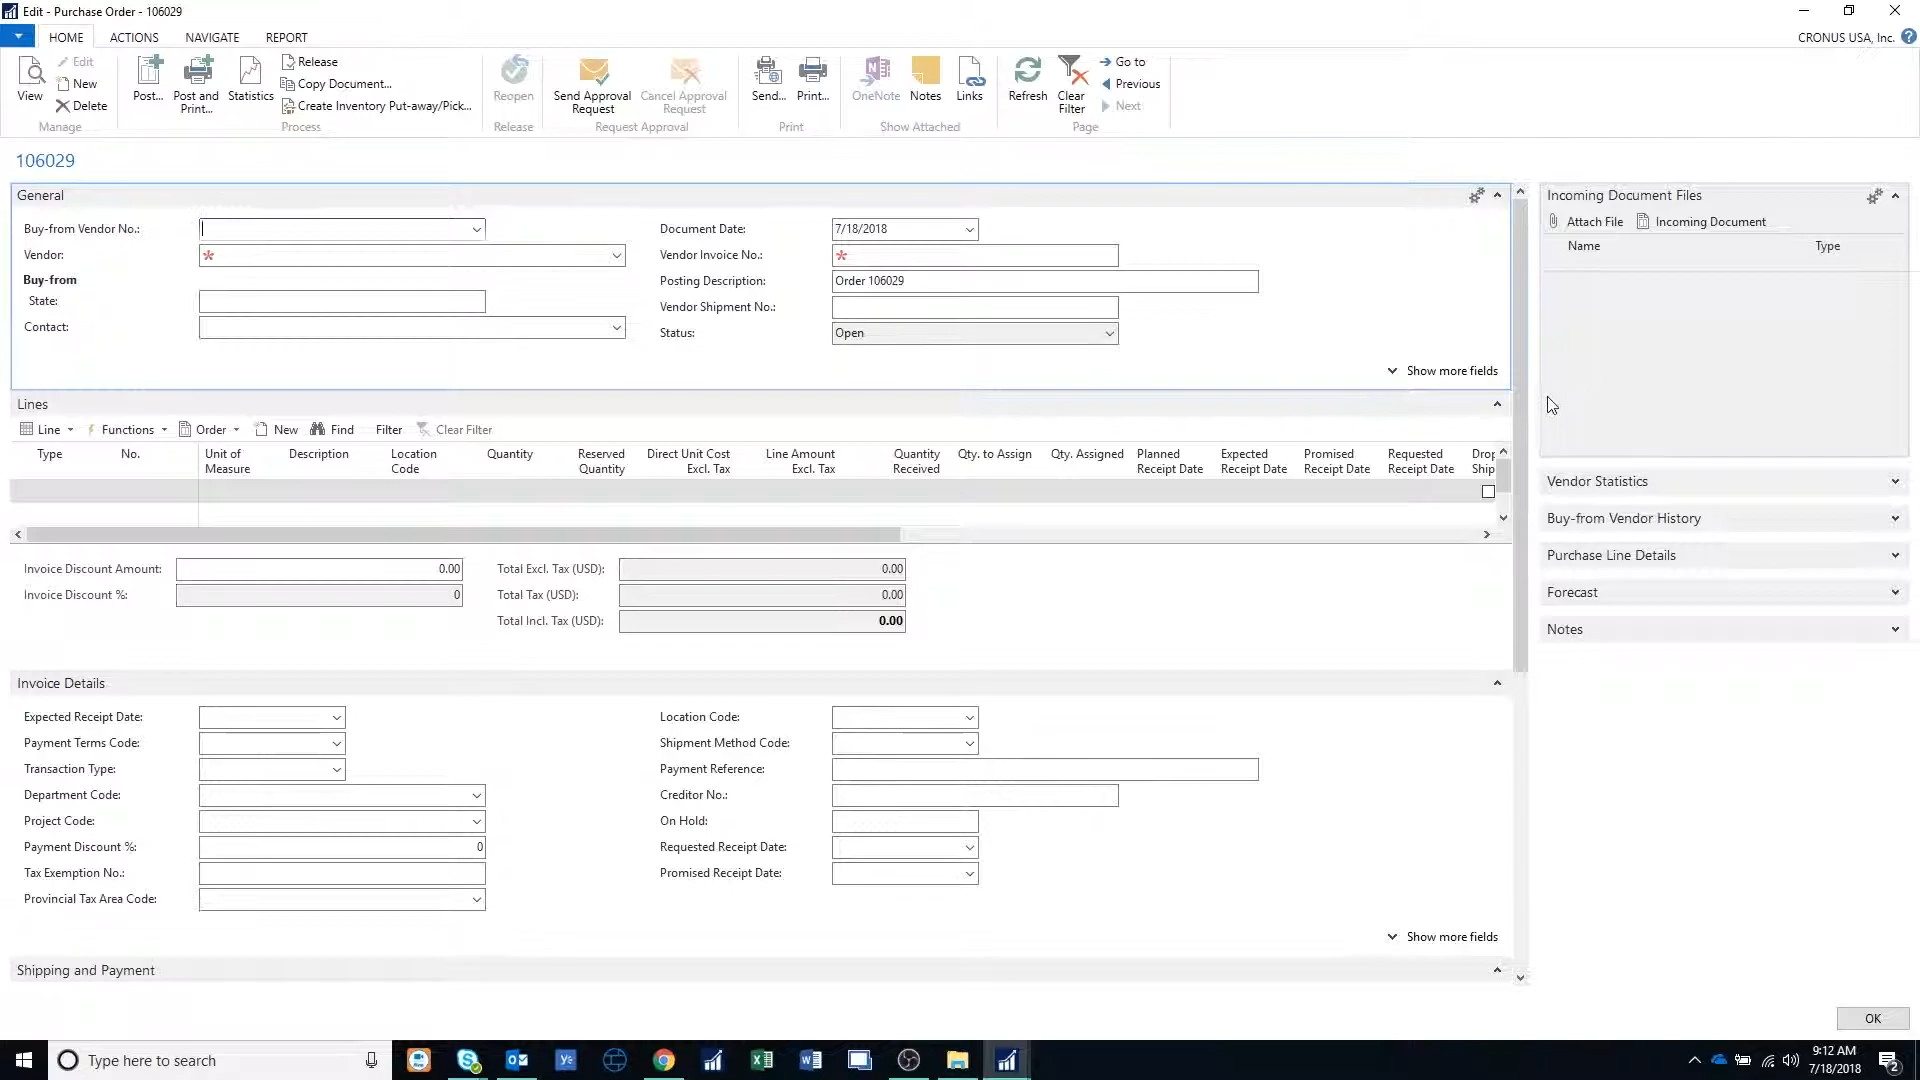 Edit - Purchase Order - 106029
HOME ACTIONS NAVIGATE REPORT CRONUS USA, Inc. ?
View Edit New Delete Manage
Post... Post and Print... Statistics Release Copy Document... Create Inventory Put-away/Pick... Process
Reopen Release
Send Approval Request Cancel Approval Request Request Approval
Send... Print... Print
OneNote Notes Links Show Attached
Refresh Clear Filter Go to Previous Next Page
106029
General
Buy-from Vendor No.:
Vendor: *
Buy-from
State:
Contact:
Document Date: 7/18/2018
Vendor Invoice No.: *
Posting Description: Order 106029
Vendor Shipment No.:
Status: Open
Show more fields
Lines
Line Functions Order New Find Filter Clear Filter
Type No. Unit of Measure Description Location Code Quantity Reserved Quantity Direct Unit Cost Excl. Tax Line Amount Excl. Tax Quantity Received Qty. to Assign Qty. Assigned Planned Receipt Date Expected Receipt Date Promised Receipt Date Requested Receipt Date Drop Ship
Invoice Discount Amount: 0.00 Total Excl. Tax (USD): 0.00
Invoice Discount %: 0 Total Tax (USD): 0.00
Total Incl. Tax (USD): 0.00
Invoice Details
Expected Receipt Date:
Payment Terms Code:
Transaction Type:
Department Code:
Project Code:
Payment Discount %: 0
Tax Exemption No.:
Provincial Tax Area Code:
Location Code:
Shipment Method Code:
Payment Reference:
Creditor No.:
On Hold:
Requested Receipt Date:
Promised Receipt Date:
Show more fields
Shipping and Payment
Incoming Document Files
Attach File Incoming Document
Name Type
Vendor Statistics
Buy-from Vendor History
Purchase Line Details
Forecast
Notes
OK
Type here to search
9:12 AM
7/18/2018
2